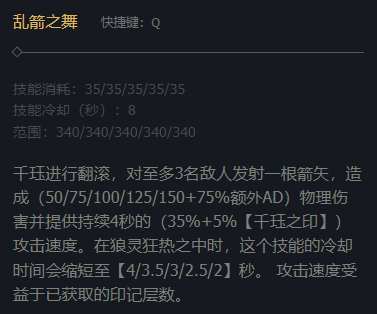 乱箭之舞 快捷键：Q
技能消耗：35/35/35/35/35
技能冷却（秒）：8
范围：340/340/340/340/340
千珏进行翻滚，对至多3名敌人发射一根箭矢，造
成（50/75/100/125/150+75%额外AD）物理伤
害并提供持续4秒的（35%+5%【千珏之印】）
攻击速度。在狼灵狂热之中时，这个技能的冷却
时间会缩短至【4/3.5/3/2.5/2】秒。 攻击速度受
益于已获取的印记层数。